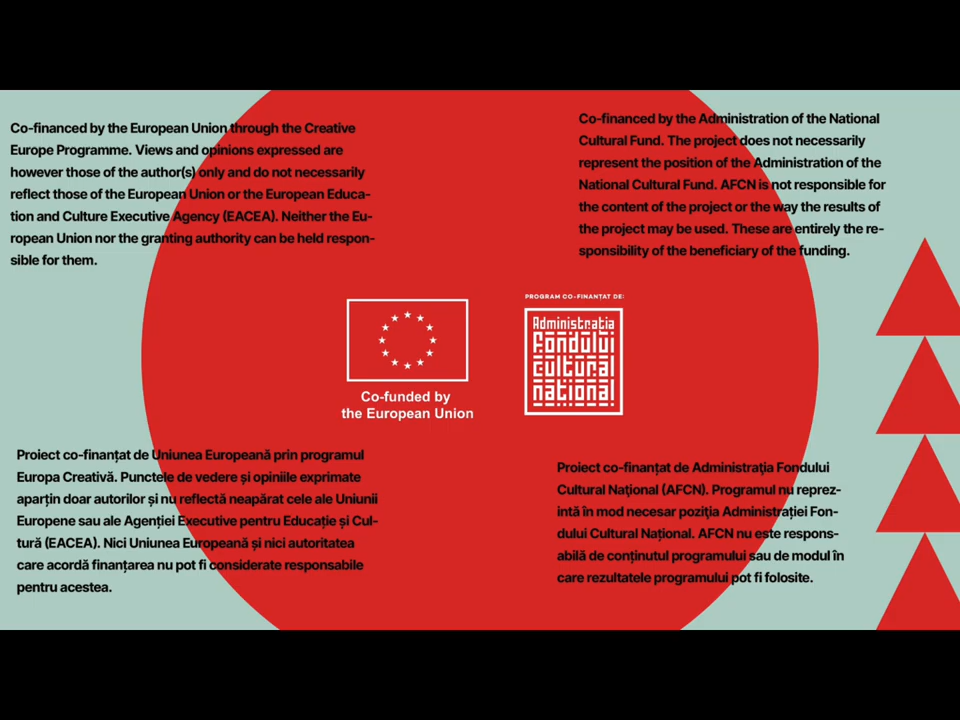 Co-financed by the European Union through the Creative
Europe Programme. Views and opinions expressed are
however those of the author(s) only and do not necessarily
reflect those of the European Union or the European Educa-
tion and Culture Executive Agency (EACEA). Neither the Eu-
ropean Union nor the granting authority can be held respon-
sible for them.
Co-financed by the Administration of the National
Cultural Fund. The project does not necessarily
represent the position of the Administration of the
National Cultural Fund. AFCN is not responsible for
the content of the project or the way the results of
the project may be used. These are entirely the re-
sponsibility of the beneficiary of the funding.
Co-funded by
the European Union
PROGRAM CO-FINANȚAT DE:
Administratia
fondului
cultural
national
Proiect co-finanțat de Uniunea Europeană prin programul
Europa Creativă. Punctele de vedere și opiniile exprimate
aparțin doar autorilor și nu reflectă neapărat cele ale Uniunii
Europene sau ale Agenției Executive pentru Educație și Cul-
tură (EACEA). Nici Uniunea Europeană și nici autoritatea
care acordă finanțarea nu pot fi considerate responsabile
pentru acestea.
Proiect co-finanțat de Administraţia Fondului
Cultural Naţional (AFCN). Programul nu reprez-
intă în mod necesar poziţia Administrației Fon-
dului Cultural Național. AFCN nu este respons-
abilă de conținutul programului sau de modul în
care rezultatele programului pot fi folosite.